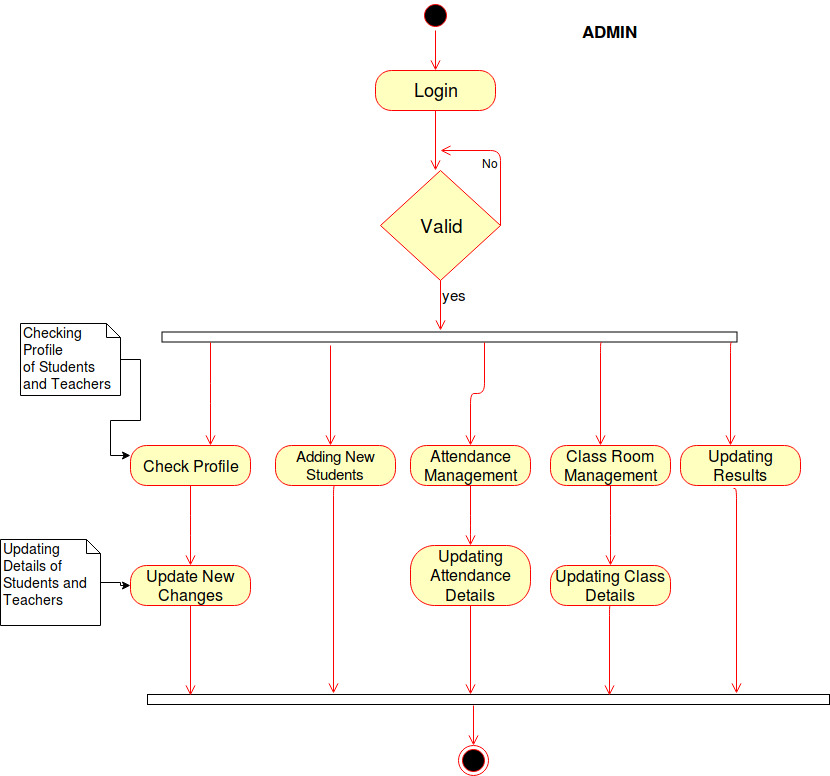 ADMIN
Login
No
Valid
yes
Checking
Profile
of Students
and Teachers
Check Profile
Adding New
Students
Attendance
Management
Class Room
Management
Updating
Results
Updating
Details of
Students and
Teachers
Update New
Changes
Updating
Attendance
Details
Updating Class
Details